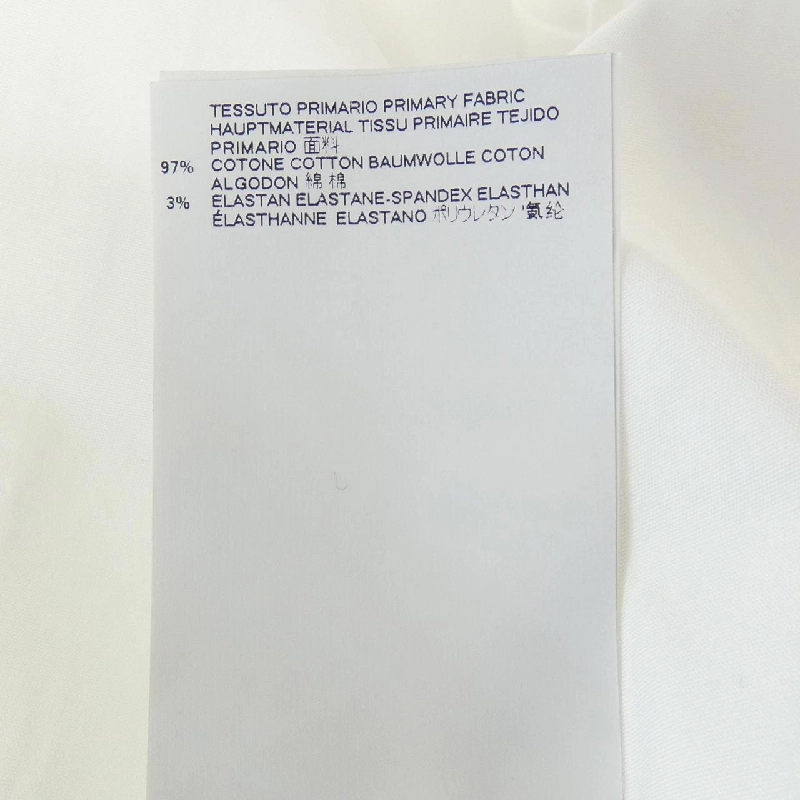 TESSUTO PRIMARIO PRIMARY FABRIC
HAUPTMATERIAL TISSU PRIMAIRE TEJIDO
PRIMARIO 面料
97% COTONE COTTON BAUMWOLLE COTON
ALGODON 綿 棉
3% ELASTAN ELASTANE-SPANDEX ELASTHAN
ÉLASTHANNE ELASTANO ポリウレタン '氨纶